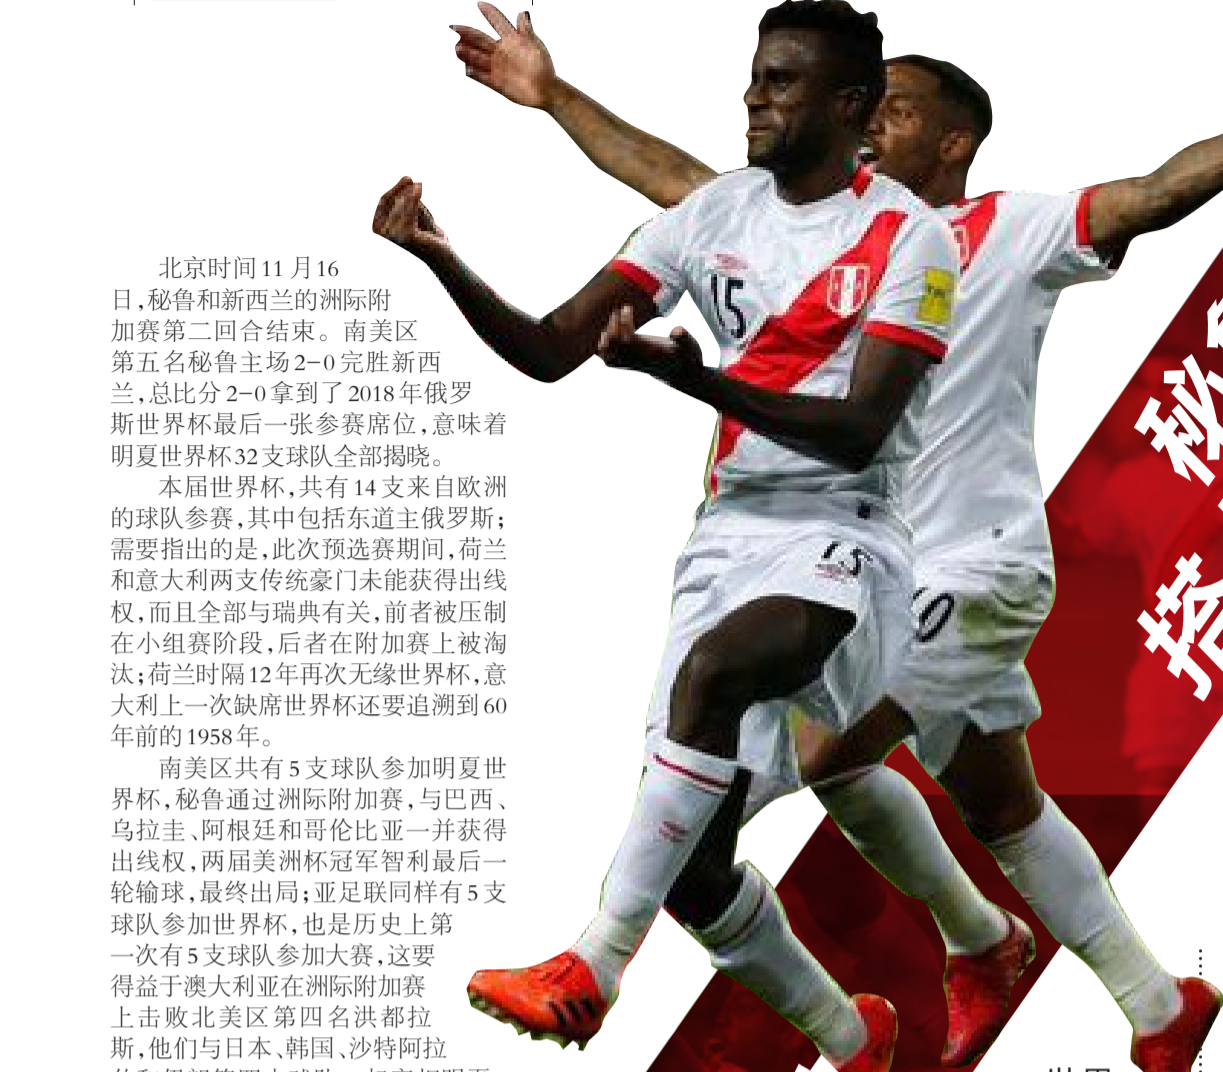 北京时间11月16
日,秘鲁和新西兰的洲际附
加赛第二回合结束。南美区
第五名秘鲁主场2-0完胜新西
兰,总比分2-0拿到了2018年俄罗
斯世界杯最后一张参赛席位,意味着
明夏世界杯32支球队全部揭晓。
本届世界杯,共有14支来自欧洲
的球队参赛,其中包括东道主俄罗斯;
需要指出的是,此次预选赛期间,荷兰
和意大利两支传统豪门未能获得出线
权,而且全部与瑞典有关,前者被压制
在小组赛阶段,后者在附加赛上被淘
汰;荷兰时隔12年再次无缘世界杯,意
大利上一次缺席世界杯还要追溯到60
年前的1958年。
南美区共有5支球队参加明夏世
界杯,秘鲁通过洲际附加赛,与巴西、
乌拉圭、阿根廷和哥伦比亚一并获得
出线权,两届美洲杯冠军智利最后一
轮输球,最终出局;亚足联同样有5支
球队参加世界杯,也是历史上第
一次有5支球队参加大赛,这要
得益于澳大利亚在洲际附加赛
上击败北美区第四名洪都拉
斯,他们与日本、韩国、沙特阿拉
15
15
10
秘
搭